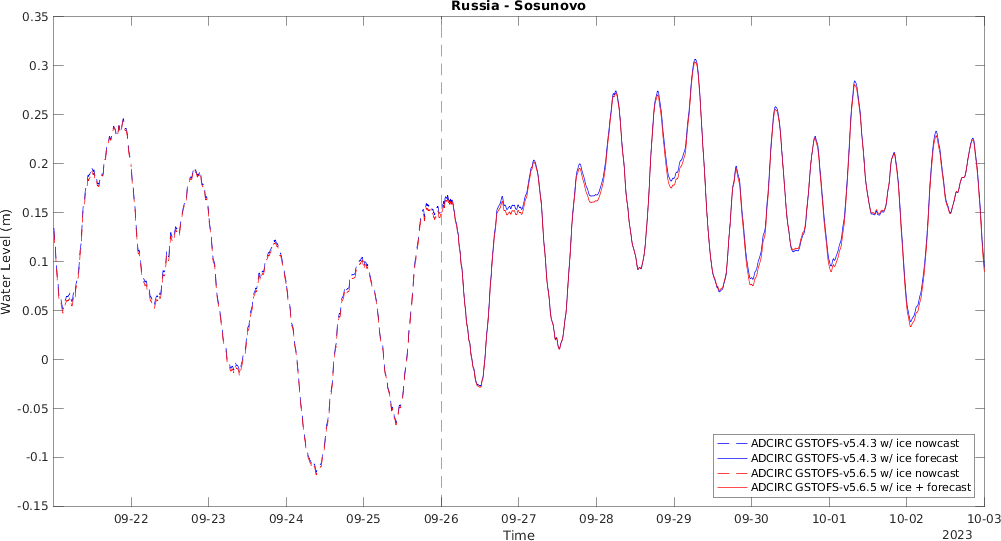 Russia - Sosunovo
0.35
0.3
0.25
0.2
0.15
0.1
0.05
0
-0.05
-0.1
-0.15
Water Level (m)
ADCIRC GSTOFS-v5.4.3 w/ ice nowcast
ADCIRC GSTOFS-v5.4.3 w/ ice forecast
ADCIRC GSTOFS-v5.6.5 w/ ice nowcast
ADCIRC GSTOFS-v5.6.5 w/ ice + forecast
09-22 09-23 09-24 09-25 09-26 09-27 09-28 09-29 09-30 10-01 10-02 10-03
Time
2023